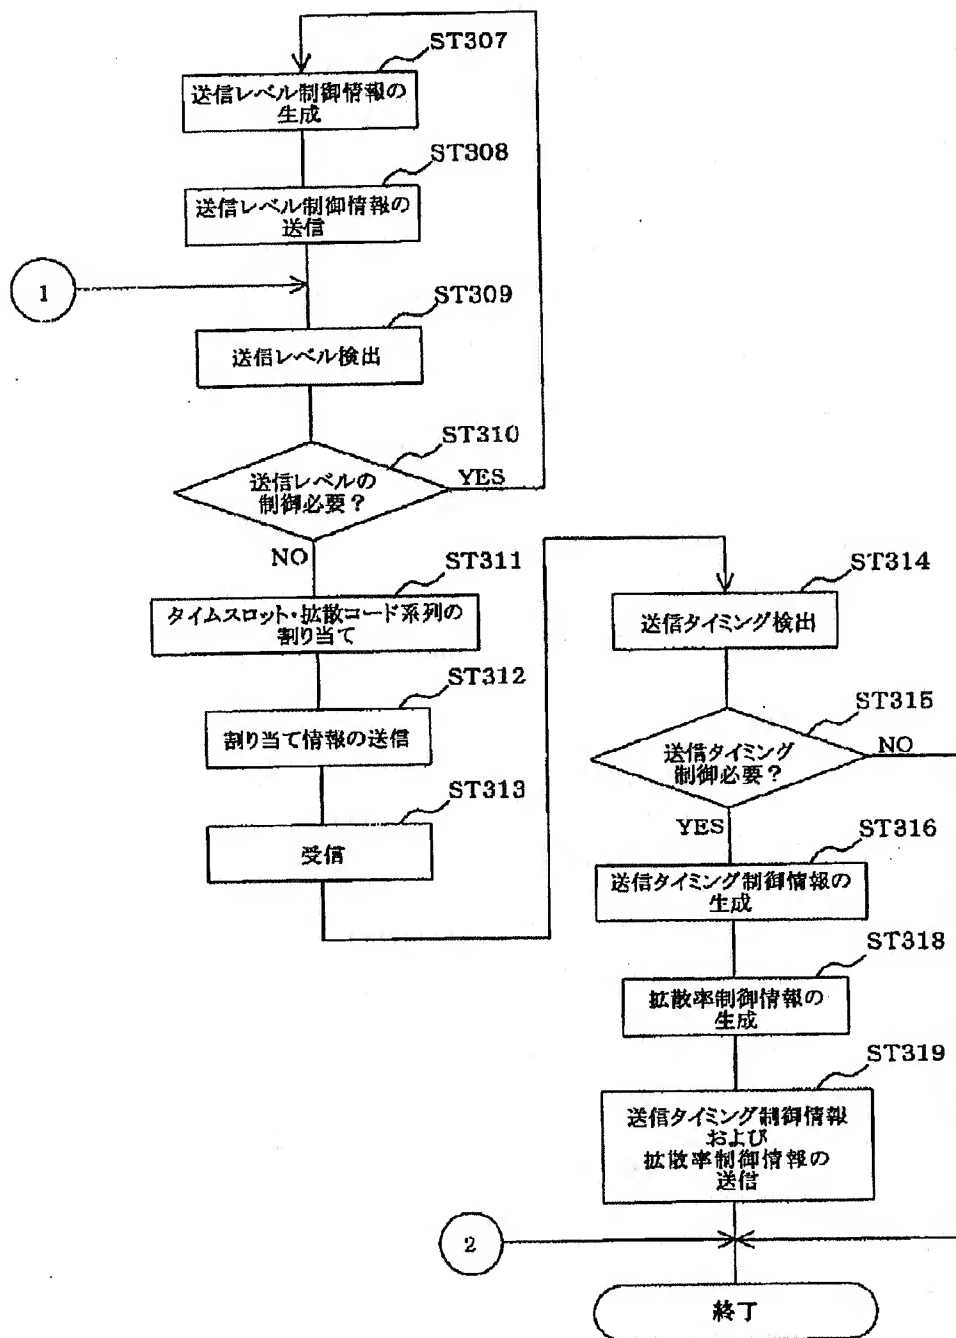 ST307
送信レベル制御情報の
生成
ST308
送信レベル制御情報の
送信
1
ST309
送信レベル検出
ST310
送信レベルの
制御必要？
YES
NO
ST311
タイムスロット・拡散コード系列の
割り当て
ST312
割り当て情報の送信
ST313
受信
ST314
送信タイミング検出
ST315
送信タイミング
制御必要？
NO
YES
ST316
送信タイミング制御情報の
生成
ST318
拡散率制御情報の
生成
ST319
送信タイミング制御情報
および
拡散率制御情報の
送信
2
終了